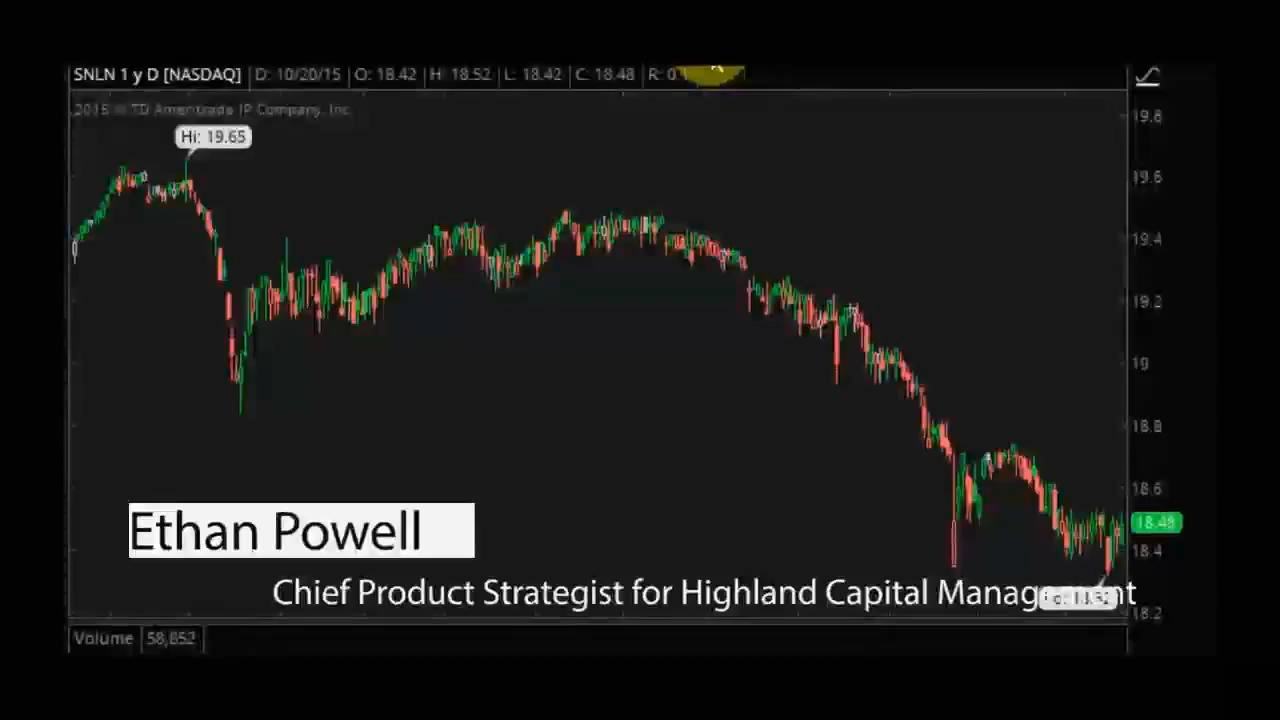 SNLN 1 y D [NASDAQ] D: 10/20/15 O: 18.42 H: 18.52 L: 18.42 C: 18.48 R: 0.
2015 © TD Ameritrade IP Company, Inc.
19.8
Hi: 19.65
19.6
19.4
19.2
19
18.8
18.6
18.48
18.4
Ethan Powell
Chief Product Strategist for Highland Capital Management
18.2
Volume 58,852